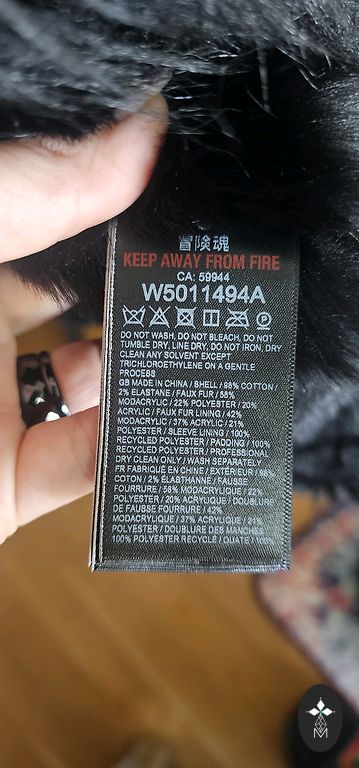 冒険魂
KEEP AWAY FROM FIRE
CA: 59944
W5011494A
DO NOT WASH, DO NOT BLEACH, DO NOT
TUMBLE DRY, LINE DRY, DO NOT IRON, DRY
CLEAN ANY SOLVENT EXCEPT
TRICHLOROETHYLENE ON A GENTLE
PROCESS
GB MADE IN CHINA / SHELL / 98% COTTON /
2% ELASTANE / FAUX FUR / 58%
MODACRYLIC / 22% POLYESTER / 20%
ACRYLIC / FAUX FUR LINING / 42%
MODACRYLIC / 37% ACRYLIC / 21%
POLYESTER / SLEEVE LINING / 100%
RECYCLED POLYESTER / PADDING / 100%
RECYCLED POLYESTER / PROFESSIONAL
DRY CLEAN ONLY / WASH SEPARATELY
FR FABRIQUÉ EN CHINE / EXTÉRIEUR / 98%
COTON / 2% ÉLASTHANNE / FAUSSE
FOURRURE / 58% MODACRYLIQUE / 22%
POLYESTER / 20% ACRYLIQUE / DOUBLURE
DE FAUSSE FOURRURE / 42%
MODACRYLIQUE / 37% ACRYLIQUE / 21%
POLYESTER / DOUBLURE DES MANCHES /
100% POLYESTER RECYCLÉ / OUATE / 100%